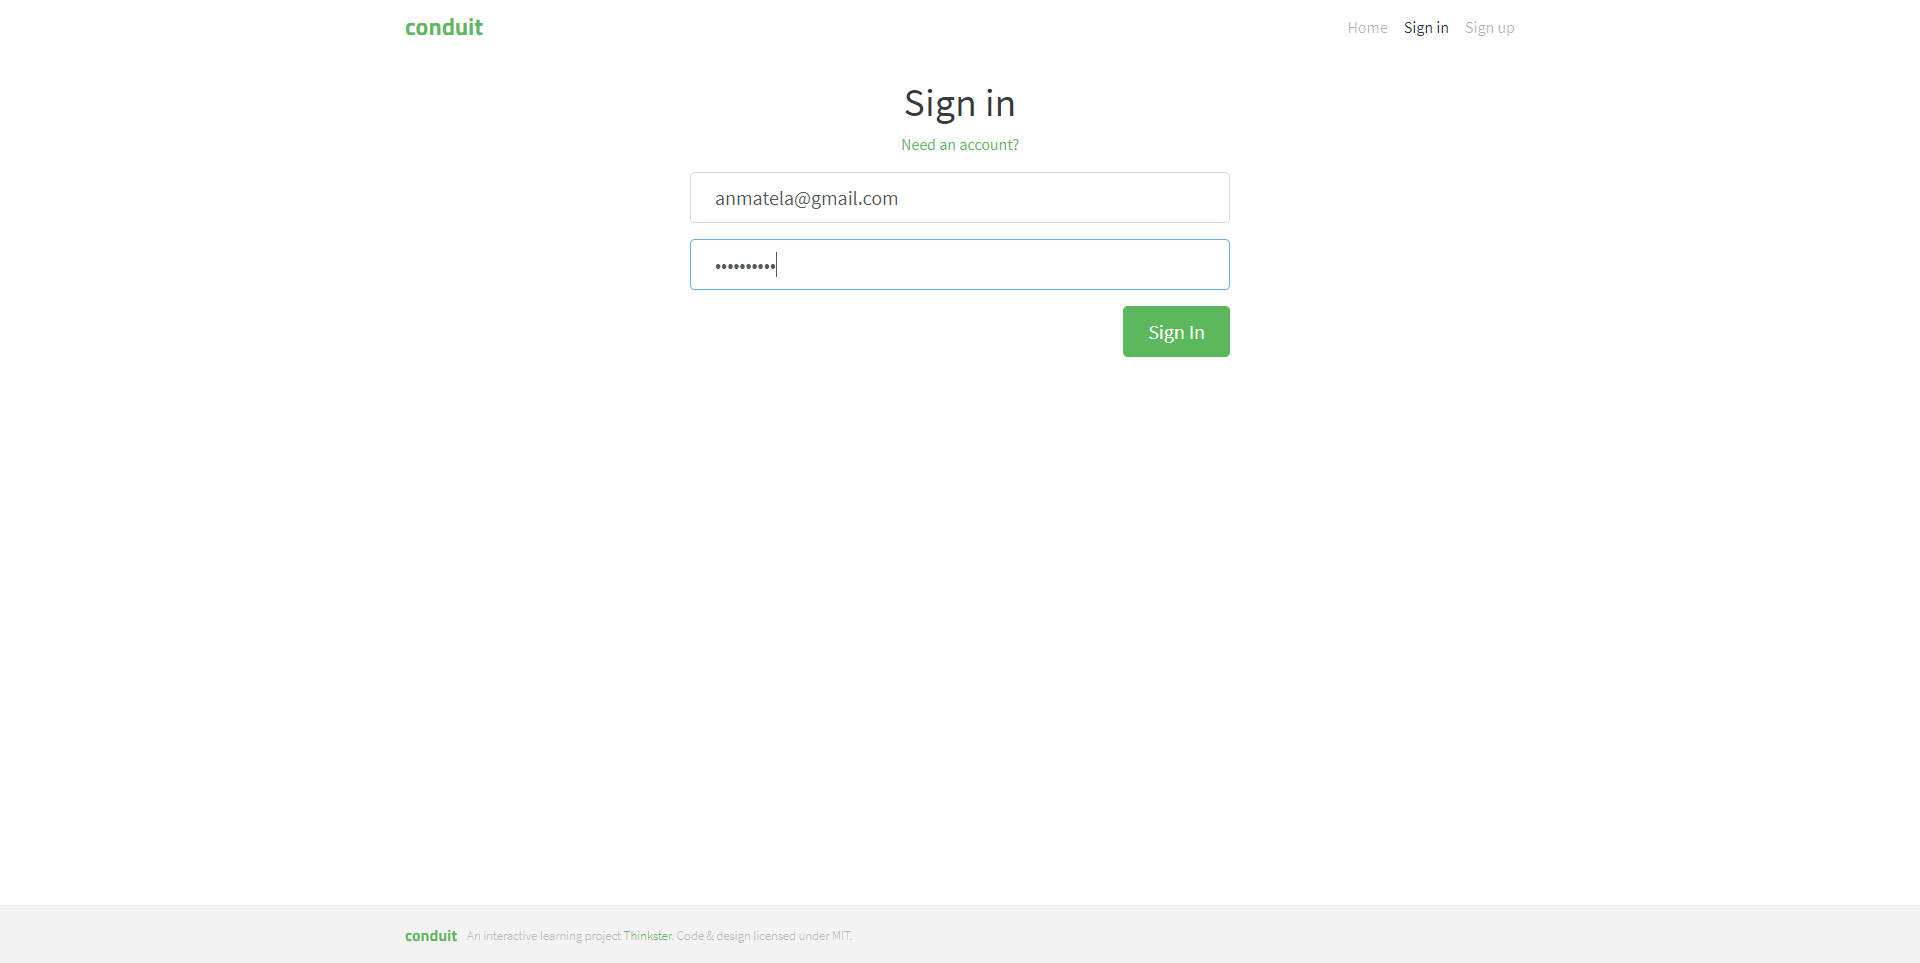 conduit
Home Sign in Sign up
Sign in
Need an account?
anmatela@gmail.com
••••••••••
Sign In
conduit An interactive learning project Thinkster. Code & design licensed under MIT.